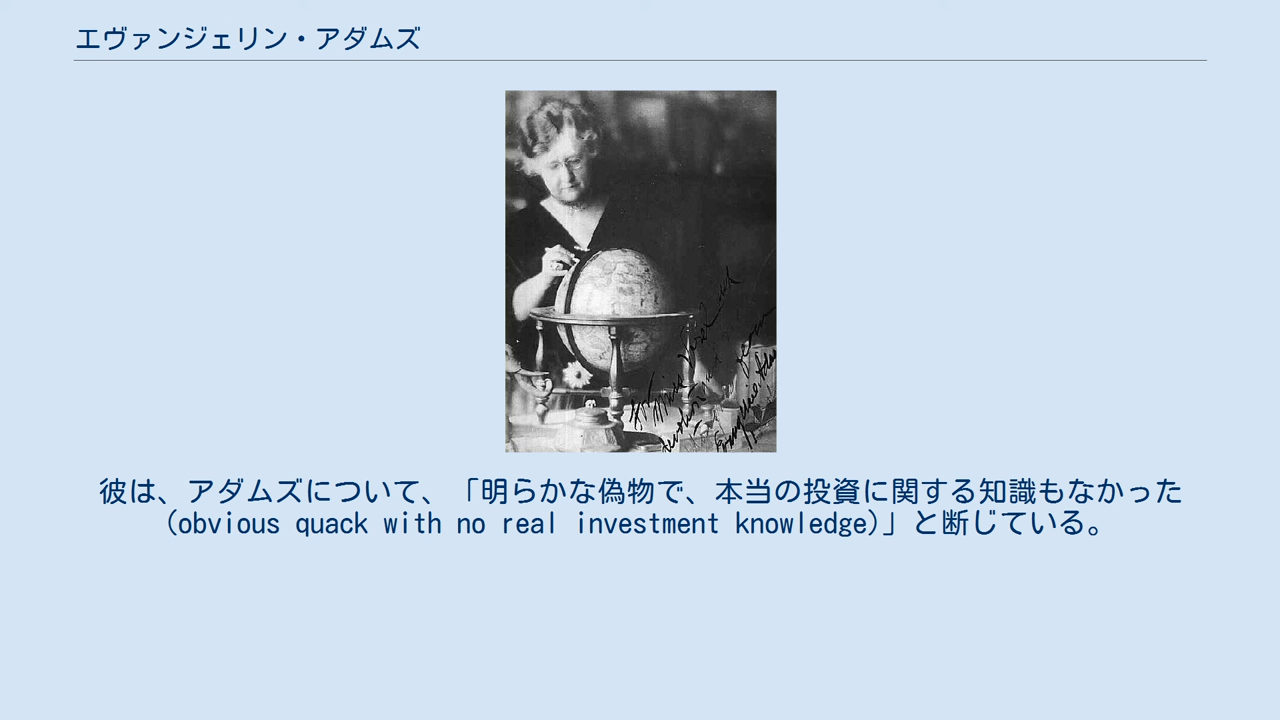 エヴァンジェリン・アダムズ
彼は、アダムズについて、「明らかな偽物で、本当の投資に関する知識もなかった
(obvious quack with no real investment knowledge)」と断じている。